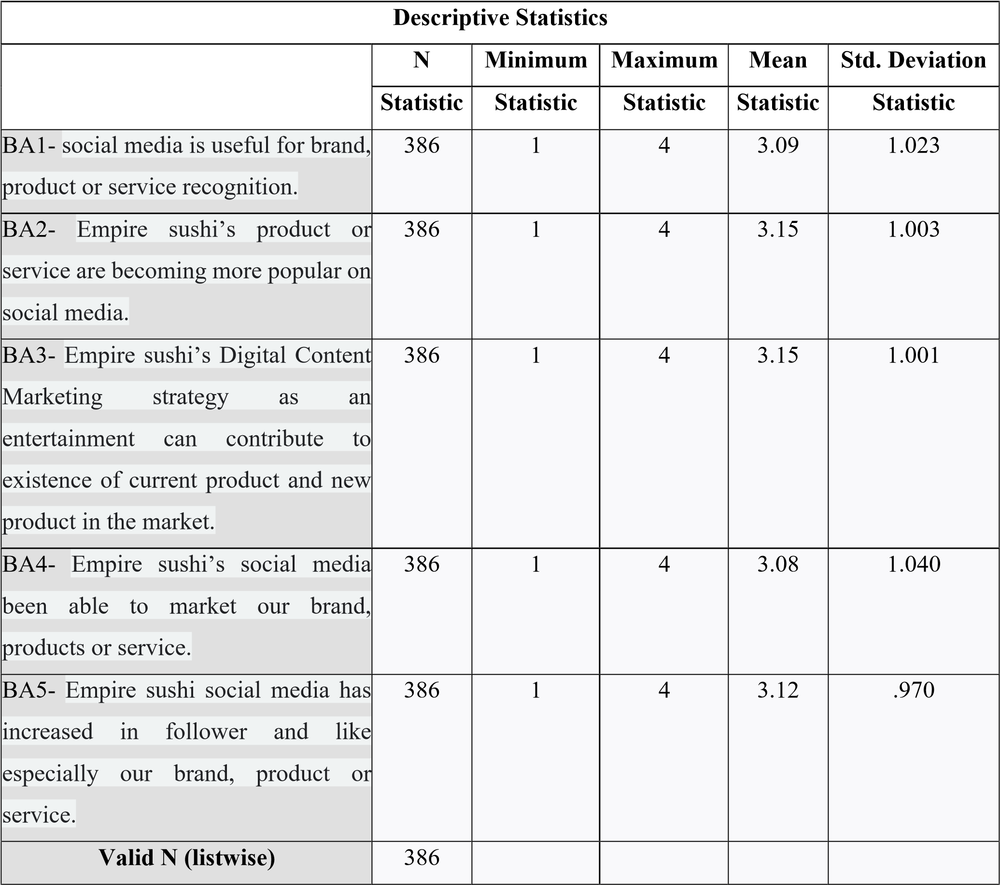 Descriptive Statistics
N Minimum Maximum Mean Std. Deviation
Statistic Statistic Statistic Statistic Statistic
BA1- social media is useful for brand, 386 1 4 3.09 1.023
product or service recognition.
BA2- Empire sushi’s product or 386 1 4 3.15 1.003
service are becoming more popular on
social media.
BA3- Empire sushi’s Digital Content 386 1 4 3.15 1.001
Marketing strategy as an
entertainment can contribute to
existence of current product and new
product in the market.
BA4- Empire sushi’s social media 386 1 4 3.08 1.040
been able to market our brand,
products or service.
BA5- Empire sushi social media has 386 1 4 3.12 .970
increased in follower and like
especially our brand, product or
service.
Valid N (listwise) 386